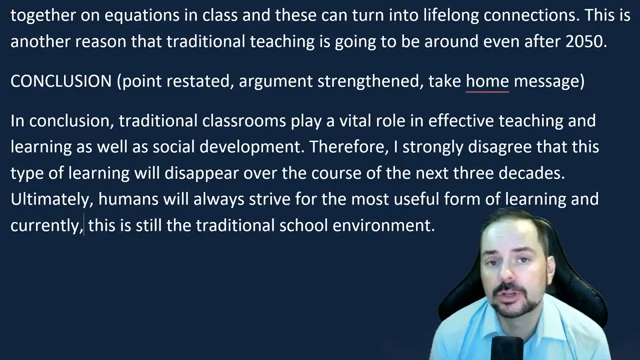 together on equations in class and these can turn into lifelong connections. This is
another reason that traditional teaching is going to be around even after 2050.
CONCLUSION (point restated, argument strengthened, take home message)
In conclusion, traditional classrooms play a vital role in effective teaching and
learning as well as social development. Therefore, I strongly disagree that this
type of learning will disappear over the course of the next three decades.
Ultimately, humans will always strive for the most useful form of learning and
currently, this is still the traditional school environment.